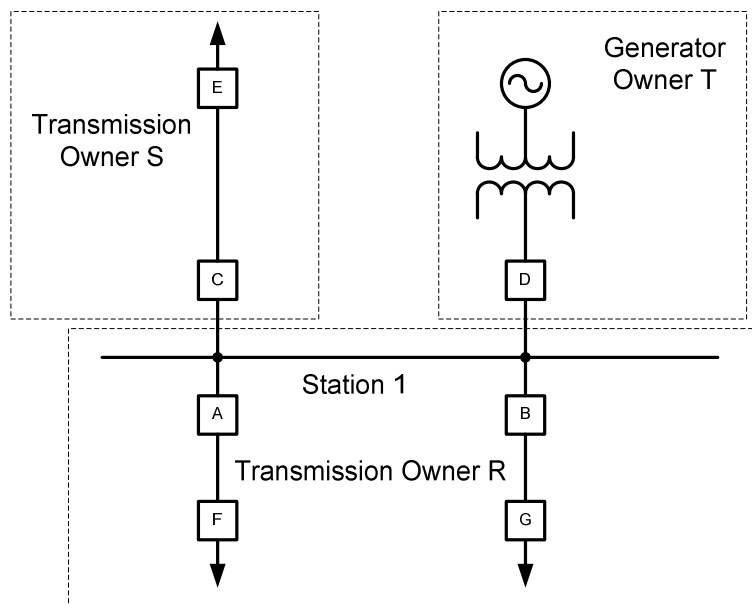 E
Transmission
Owner S
C
Generator
Owner T
D
Station 1
A
B
Transmission Owner R
F
G